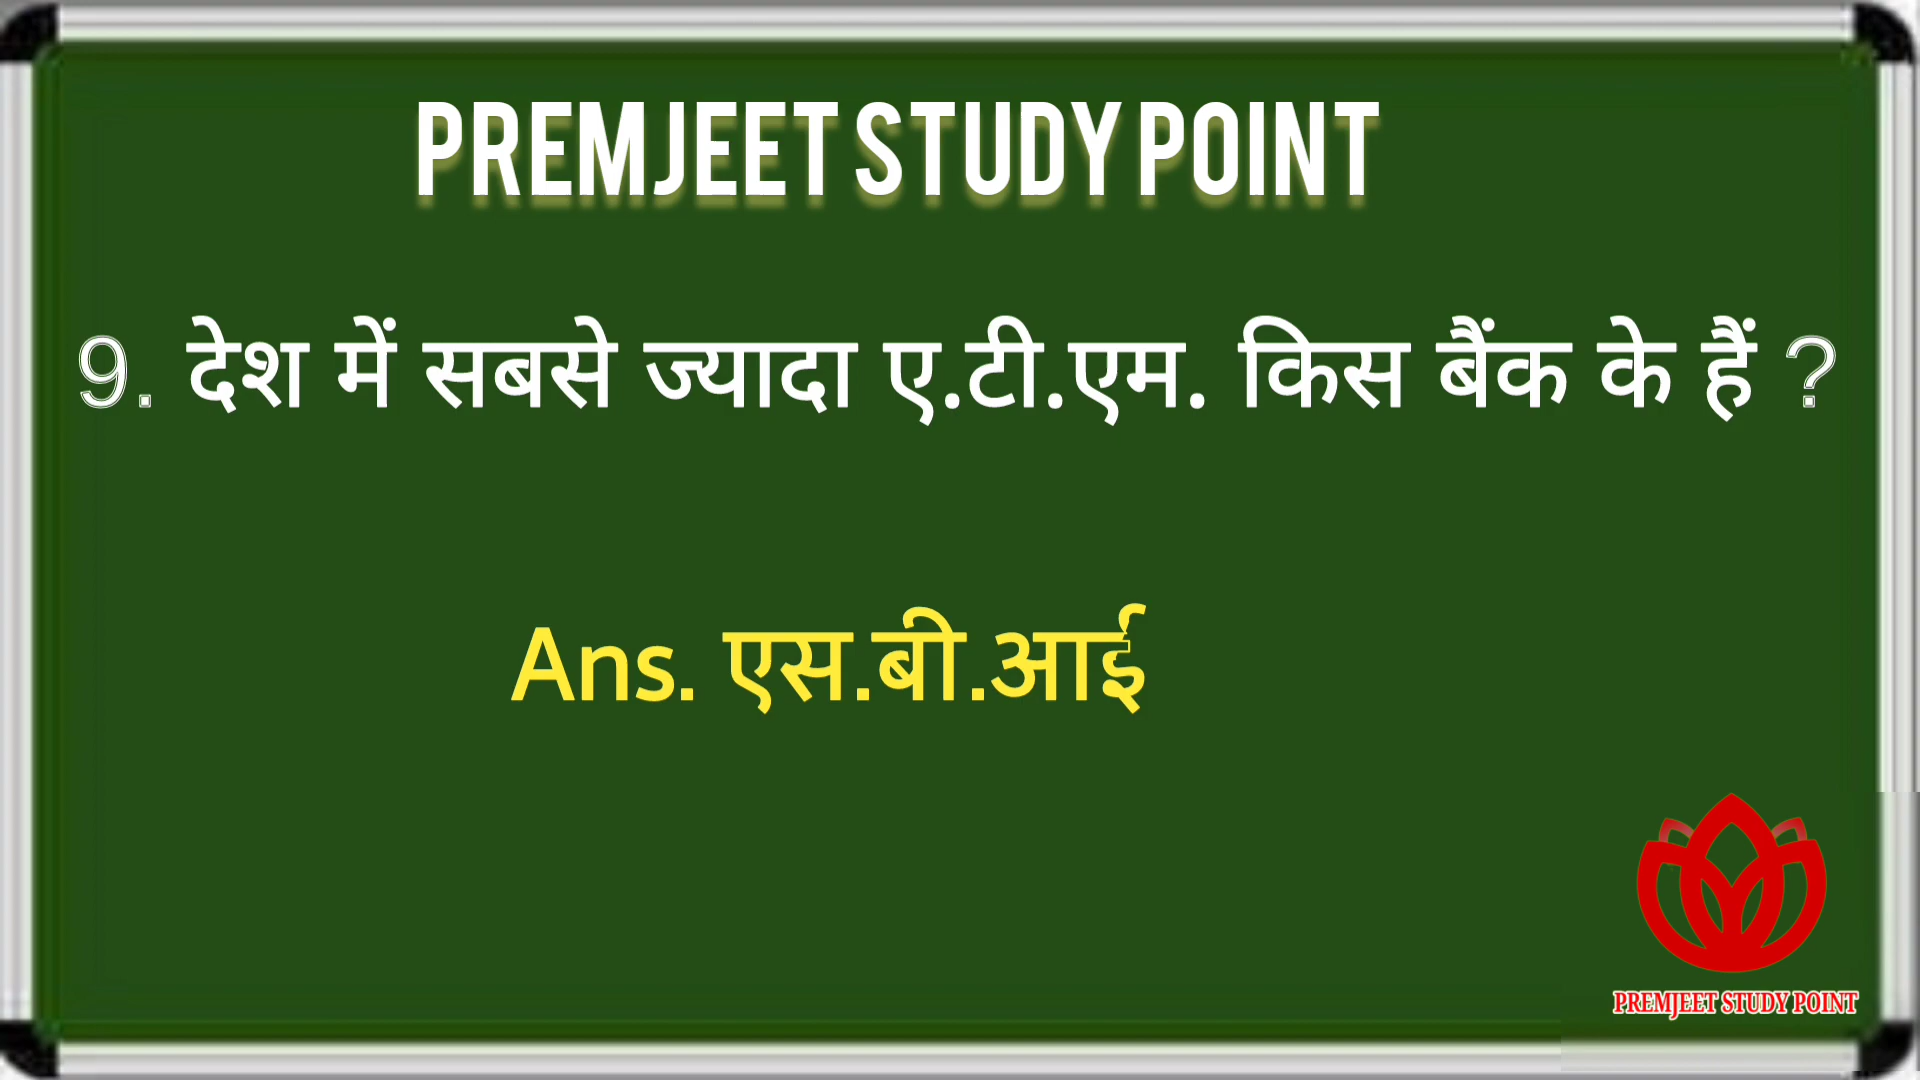 PREMJEET STUDY POINT
9. देश में सबसे ज्यादा ए.टी.एम. किस बैंक के हैं ?
Ans. एस.बी.आई
PREMJEET STUDY POINT